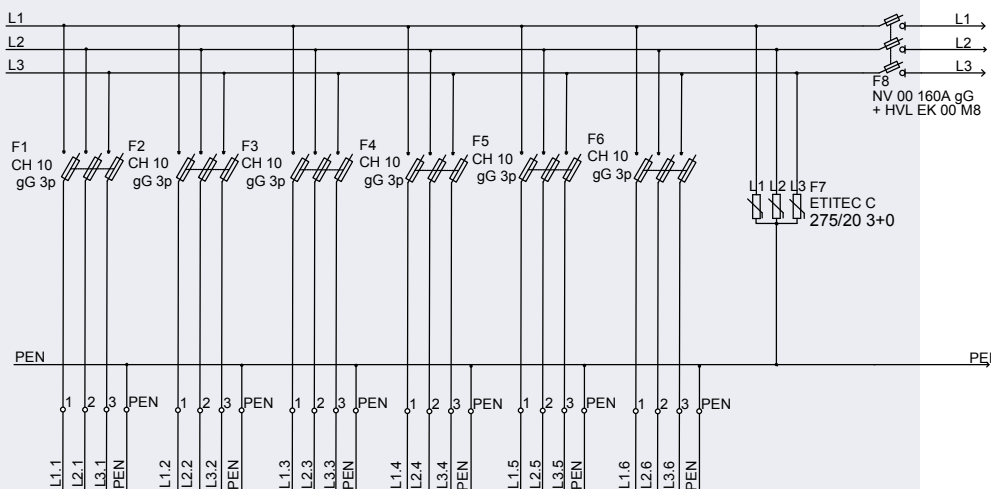 L1 L1
L2 L2
L3 L3
F8
NV 00 160A gG
+ HVL EK 00 M8
F1
CH 10
gG 3p
F2
CH 10
gG 3p
F3
CH 10
gG 3p
F4
CH 10
gG 3p
F5
CH 10
gG 3p
F6
CH 10
gG 3p
L1 L2 L3 F7
ETITEC C
275/20 3+0
PEN PEN
1 2 3 PEN 1 2 3 PEN 1 2 3 PEN 1 2 3 PEN 1 2 3 PEN 1 2 3 PEN
L1.1 L2.1 L3.1 PEN L1.2 L2.2 L3.2 PEN L1.3 L2.3 L3.3 PEN L1.4 L2.4 L3.4 PEN L1.5 L2.5 L3.5 PEN L1.6 L2.6 L3.6 PEN